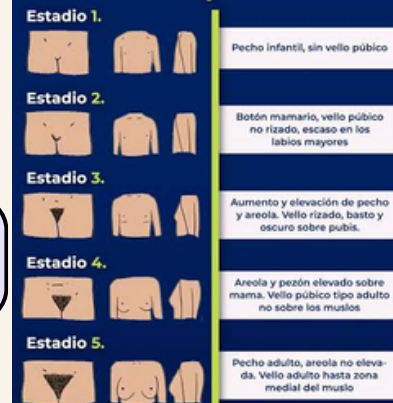 Estadio 1.
Pecho infantil, sin vello púbico
Estadio 2.
Botón mamario, vello púbico
no rizado, escaso en los
labios mayores
Estadio 3.
Aumento y elevación de pecho
y areola. Vello rizado, basto y
oscuro sobre pubis.
Estadio 4.
Areola y pezón elevado sobre
mama. Vello púbico tipo adulto
no sobre los muslos
Estadio 5.
Pecho adulto, areola no eleva-
da. Vello adulto hasta zona
medial del muslo